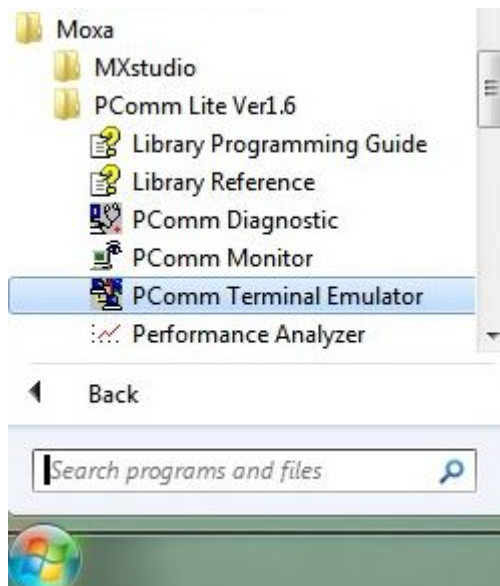 Moxa
MXstudio
PComm Lite Ver1.6
Library Programming Guide
Library Reference
PComm Diagnostic
PComm Monitor
PComm Terminal Emulator
Performance Analyzer
Back
Search programs and files